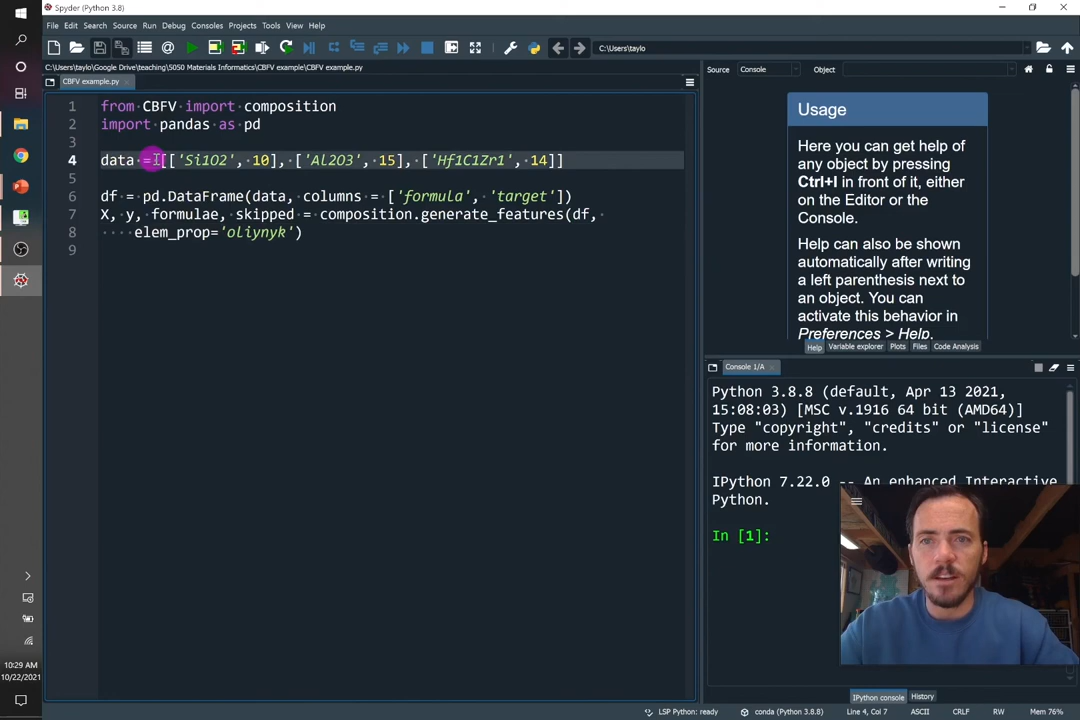 Spyder (Python 3.8)
File Edit Search Source Run Debug Consoles Projects Tools View Help
C:\Users\taylo
C:\Users\taylo\Google Drive\teaching\5050 Materials Informatics\CBFV example\CBFV example.py
CBFV example.py
1 from CBFV import composition
2 import pandas as pd
3
4 data = [['Si1O2', 10], ['Al2O3', 15], ['Hf1C1Zr1', 14]]
5
6 df = pd.DataFrame(data, columns = ['formula', 'target'])
7 X, y, formulae, skipped = composition.generate_features(df,
8 elem_prop='oliynyk')
9
Source Console Object
Usage
Here you can get help of
any object by pressing
Ctrl+I in front of it, either
on the Editor or the
Console.
Help can also be shown
automatically after writing
a left parenthesis next to
an object. You can
activate this behavior in
Preferences > Help.
Help Variable explorer Plots Files Code Analysis
Console 1/A
Python 3.8.8 (default, Apr 13 2021,
15:08:03) [MSC v.1916 64 bit (AMD64)]
Type "copyright", "credits" or "license"
for more information.
IPython 7.22.0 -- An enhanced Interactive
Python.
In [1]:
IPython console History
LSP Python: ready conda (Python 3.8.8) Line 4, Col 7 ASCII CRLF RW Mem 76%
10:29 AM
10/22/2021